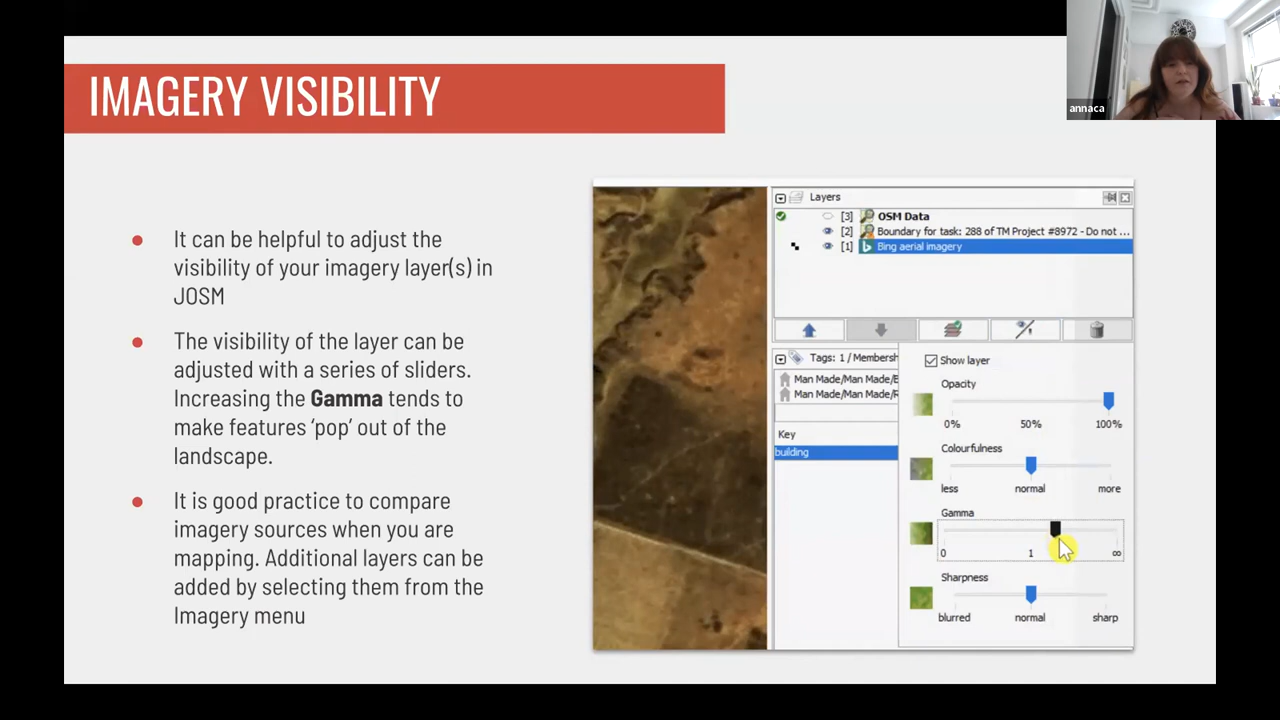 IMAGERY VISIBILITY
annaca
● It can be helpful to adjust the
visibility of your imagery layer(s) in
JOSM
● The visibility of the layer can be
adjusted with a series of sliders.
Increasing the Gamma tends to
make features ‘pop’ out of the
landscape.
● It is good practice to compare
imagery sources when you are
mapping. Additional layers can be
added by selecting them from the
Imagery menu
Layers
[3] OSM Data
[2] Boundary for task: 288 of TM Project #8972 - Do not ...
[1] Bing aerial imagery
Tags: 1 / Membersh
Man Made/Man Made/B
Man Made/Man Made/R
Key
building
Show layer
Opacity
0% 50% 100%
Colourfulness
less normal more
Gamma
0 1 ∞
Sharpness
blurred normal sharp